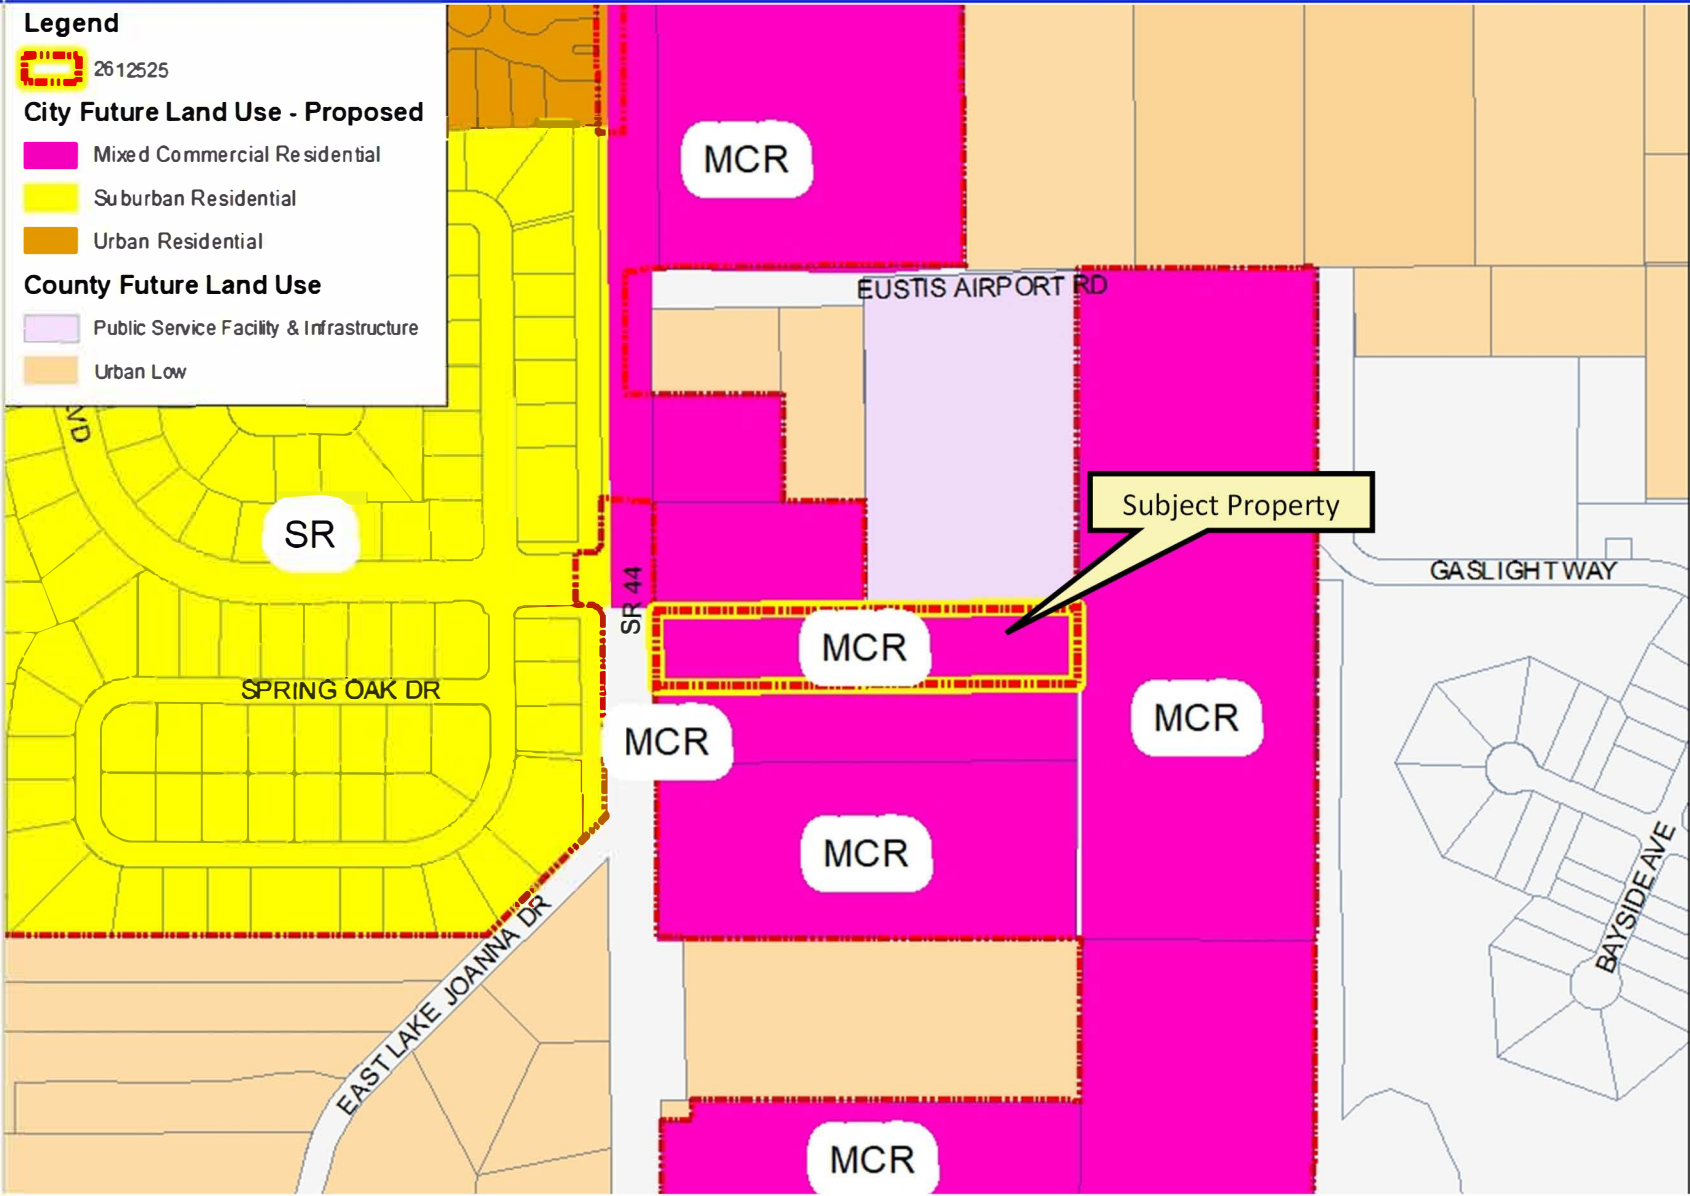 Legend
2612525
City Future Land Use - Proposed
Mixed Commercial Residential
Suburban Residential
Urban Residential
County Future Land Use
Public Service Facility & Infrastructure
Urban Low
MCR
EUSTIS AIRPORT RD
VD
SR
Subject Property
GASLIGHT WAY
SR 44
MCR
SPRING OAK DR
MCR
MCR
MCR
BAYSIDE AVE
EAST LAKE JOANNA DR
MCR